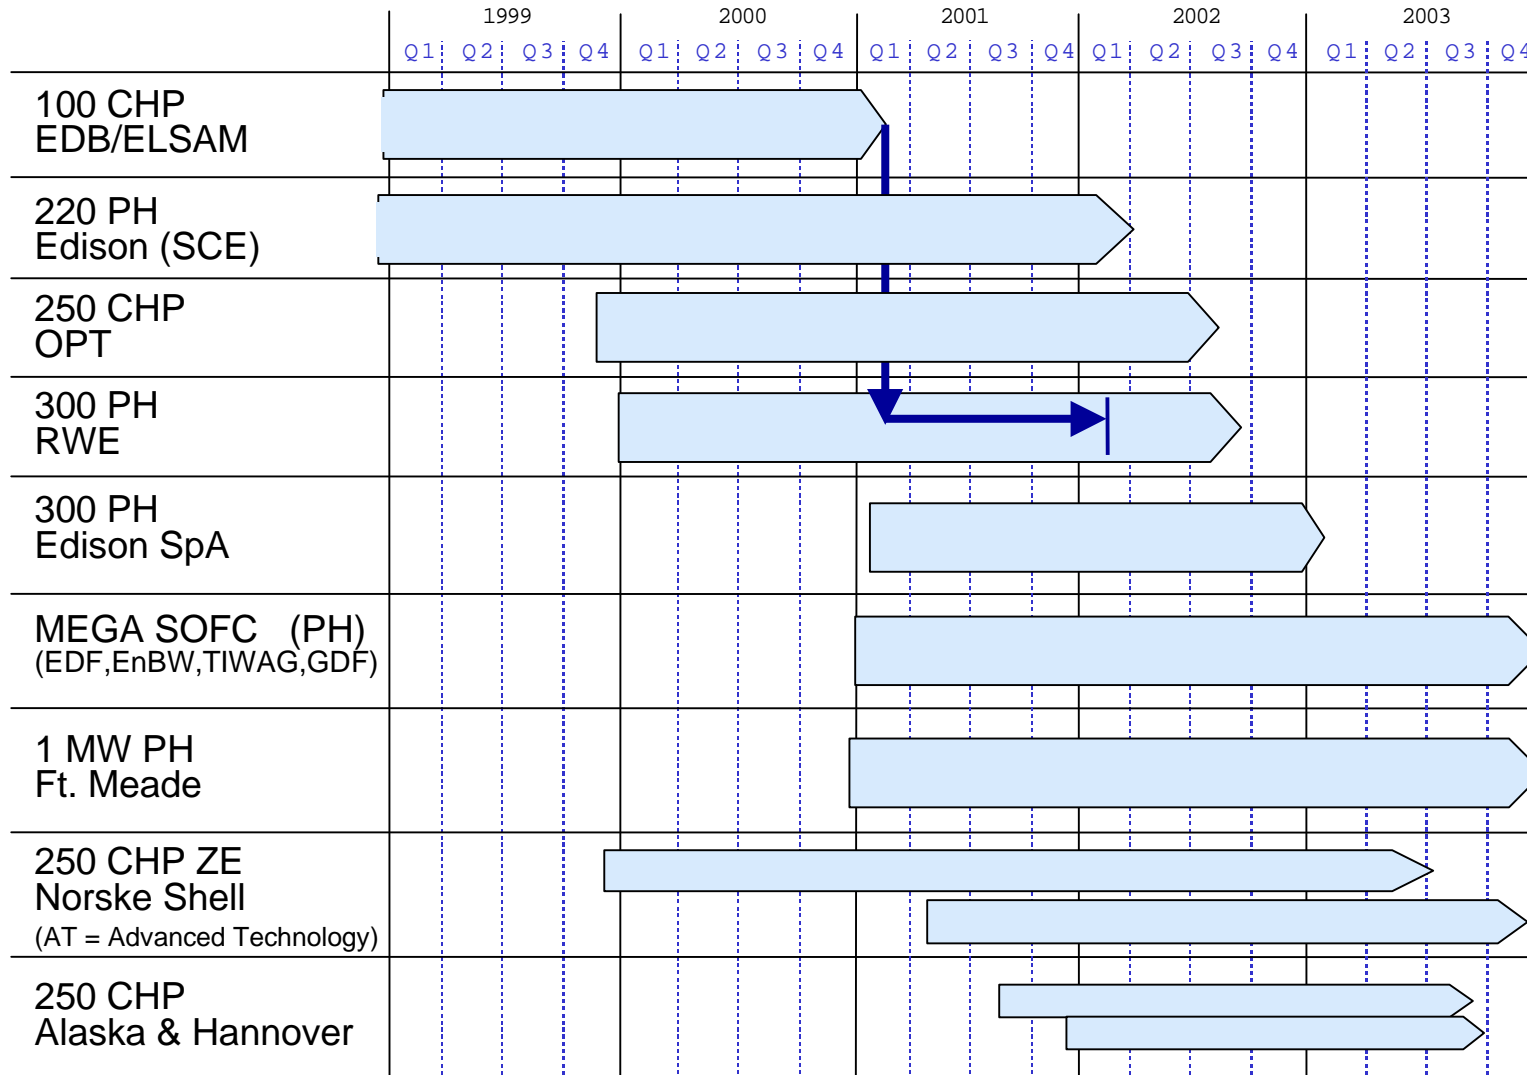 1999 2000 2001 2002 2003
Q1 Q2 Q3 Q4 Q1 Q2 Q3 Q4 Q1 Q2 Q3 Q4 Q1 Q2 Q3 Q4 Q1 Q2 Q3 Q4
100 CHP
EDB/ELSAM
220 PH
Edison (SCE)
250 CHP
OPT
300 PH
RWE
300 PH
Edison SpA
MEGA SOFC (PH)
(EDF,EnBW,TIWAG,GDF)
1 MW PH
Ft. Meade
250 CHP ZE
Norske Shell
(AT = Advanced Technology)
250 CHP
Alaska & Hannover